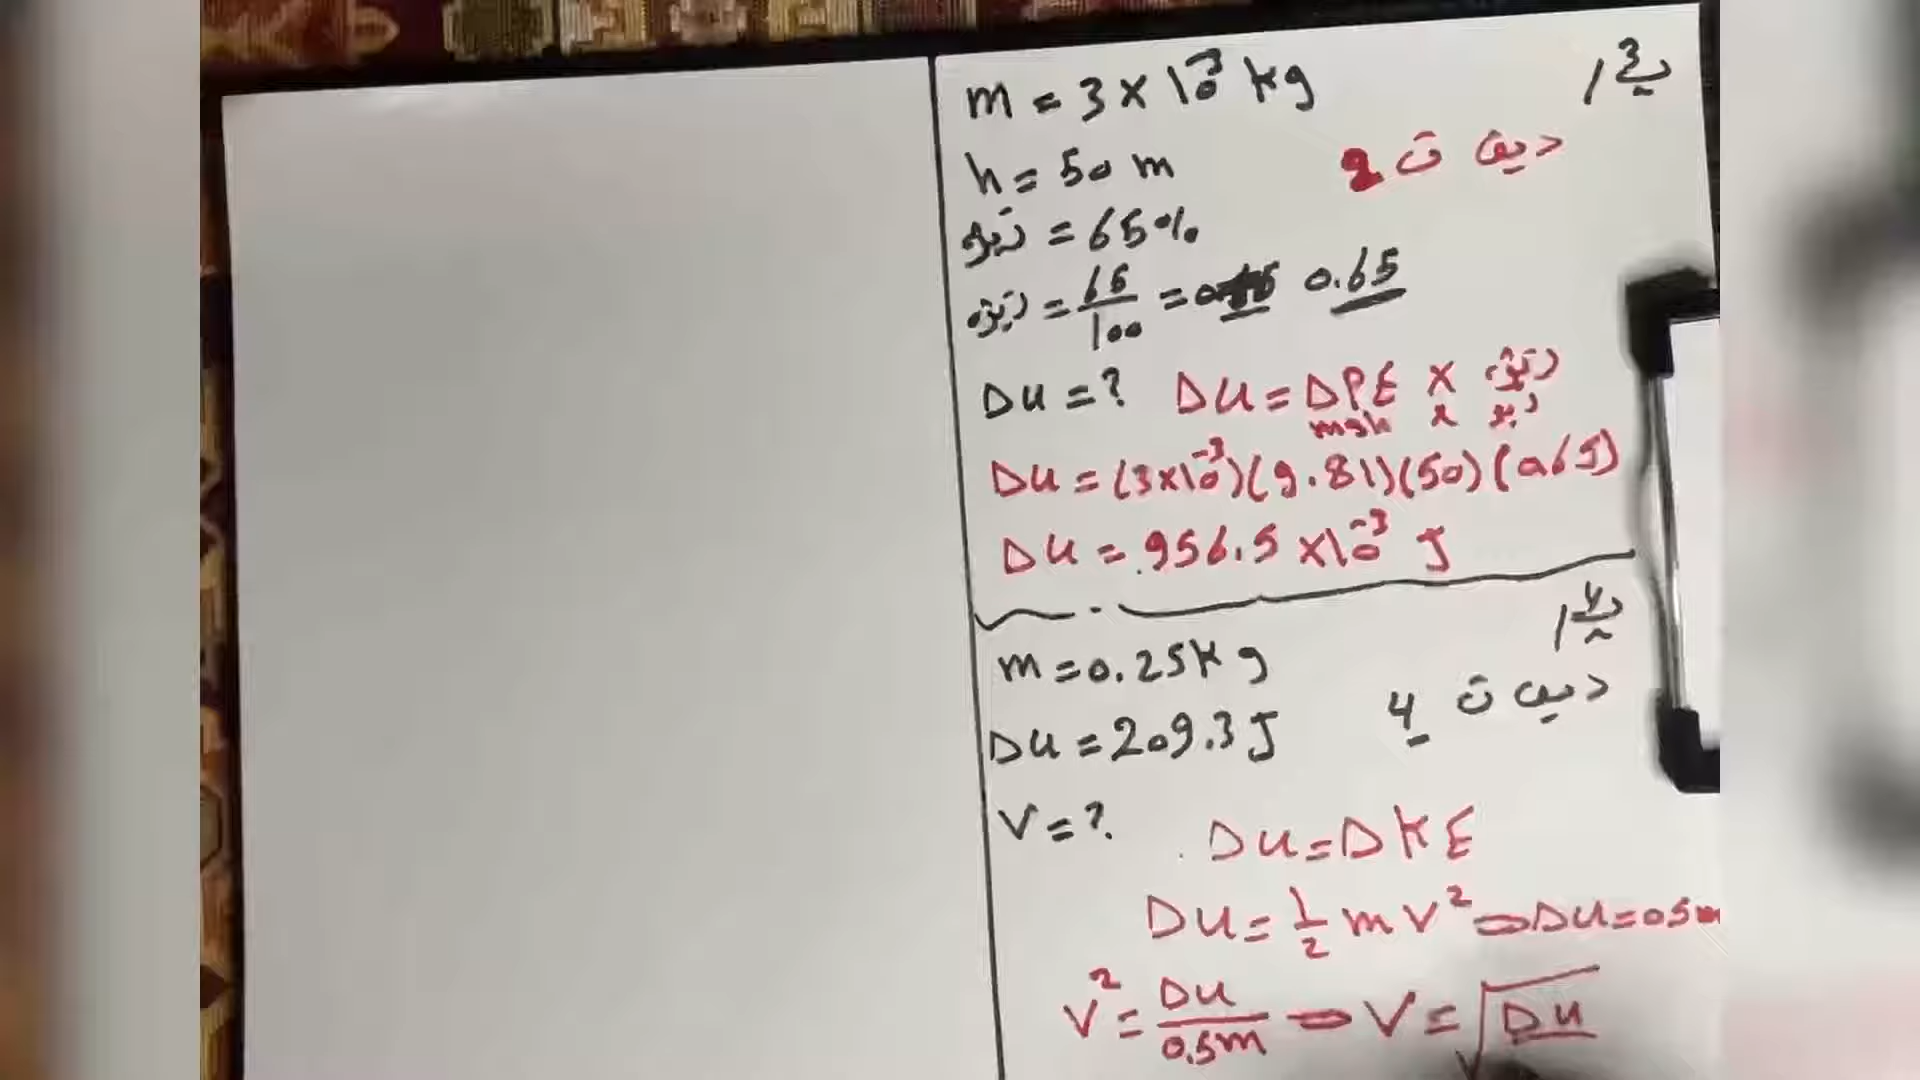 m = 3 × 10⁻³ kg
h = 50 m
= 65%
= 65/100 = 0.65
Δu = ? Δu = ΔPE ×
mgh ×
Δu = (3×10⁻³)(9.81)(50)(0.65)
Δu = 956.5 ×10⁻³ J
m = 0.25 kg
Δu = 209.3 J
4
V = ?
Δu = ΔKE
Δu = 1/2 m v² ⇒ Δu = 0.5m
v² = Δu/0.5m ⇒ V = √Δu